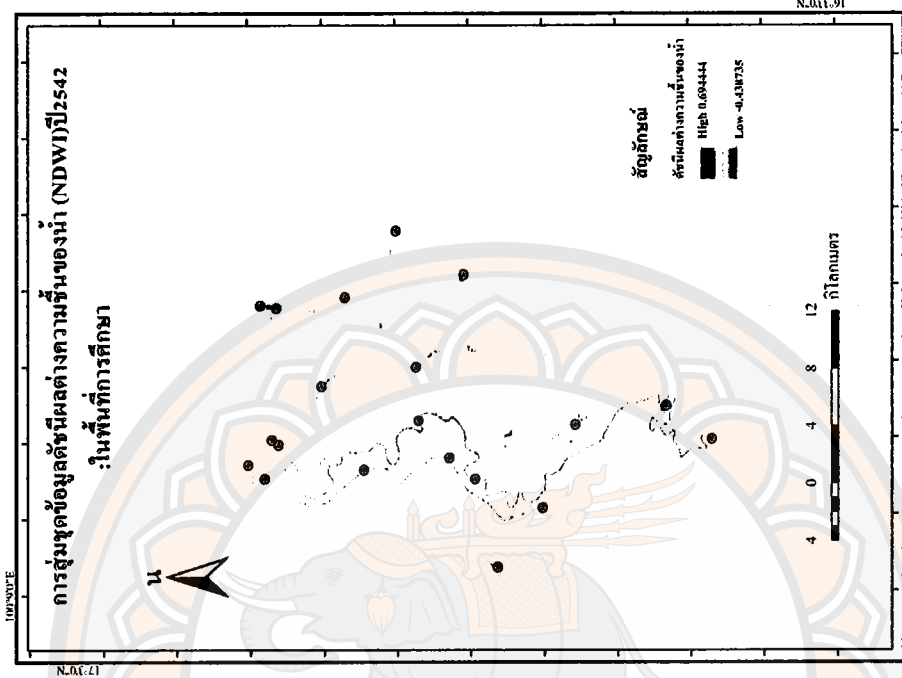 การสุ่มชุดข้อมูลดัชนีผลต่างความชื้นของน้ำ (NDWI)ปี2542
:ในพื้นที่การศึกษา
น
สัญลักษณ์
ดัชนีผลต่างความชื้นของน้ำ
High 0.694444
Low -0.438735
4 0 4 8 12
กิโลกเมตร
100°0'0"E